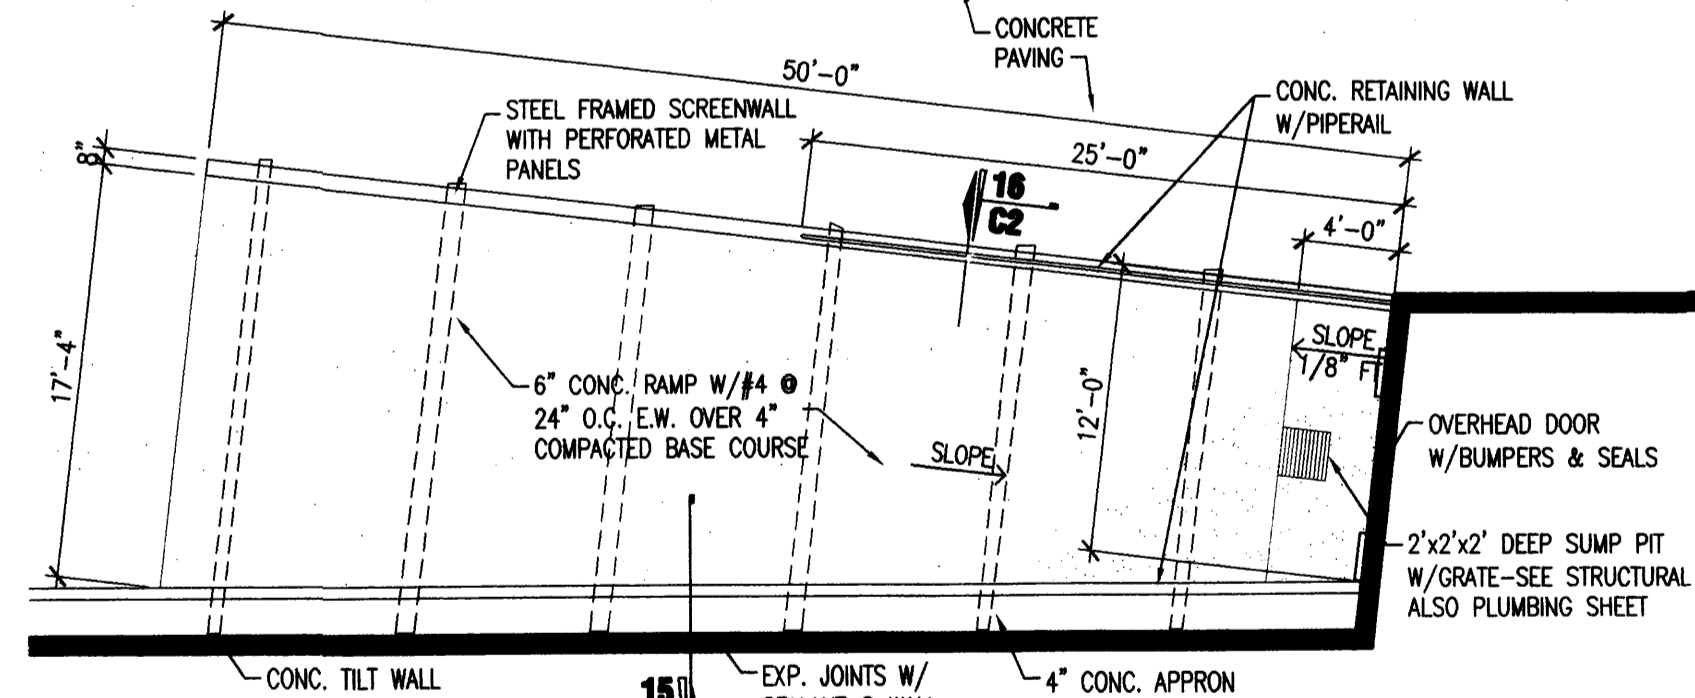 CONCRETE
PAVING
50'-0"
STEEL FRAMED SCREENWALL
WITH PERFORATED METAL
PANELS
CONC. RETAINING WALL
W/PIPERAIL
8"
25'-0"
16
C2
4'-0"
17'-4"
SLOPE
1/8" FT
6" CONC. RAMP W/#4 @
24" O.C. E.W. OVER 4"
COMPACTED BASE COURSE
12'-0"
SLOPE
OVERHEAD DOOR
W/BUMPERS & SEALS
2'x2'x2' DEEP SUMP PIT
W/GRATE-SEE STRUCTURAL
ALSO PLUMBING SHEET
CONC. TILT WALL
15
EXP. JOINTS W/
4" CONC. APPRON